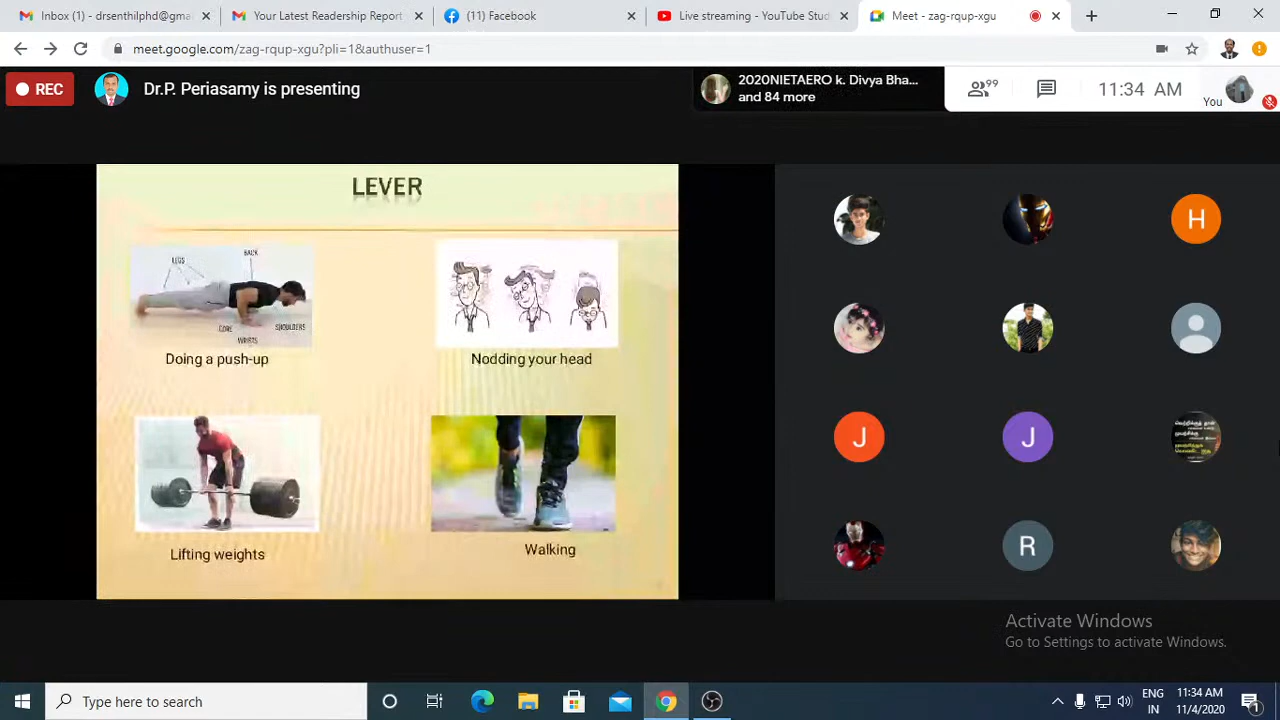 Inbox (1) - drsenthilphd@gma
Your Latest Readership Report
(11) Facebook
Live streaming - YouTube Stud
Meet - zag-rqup-xgu
meet.google.com/zag-rqup-xgu?pli=1&authuser=1
REC
Dr.P. Periasamy is presenting
2020NIETAERO k. Divya Bha...
and 84 more
99
11:34 AM
You
LEVER
LEGS
BACK
CORE
SHOULDERS
WRISTS
Doing a push-up
Nodding your head
Lifting weights
Walking
H
J
J
R
Activate Windows
Go to Settings to activate Windows.
Type here to search
ENG
IN
11:34 AM
11/4/2020
1